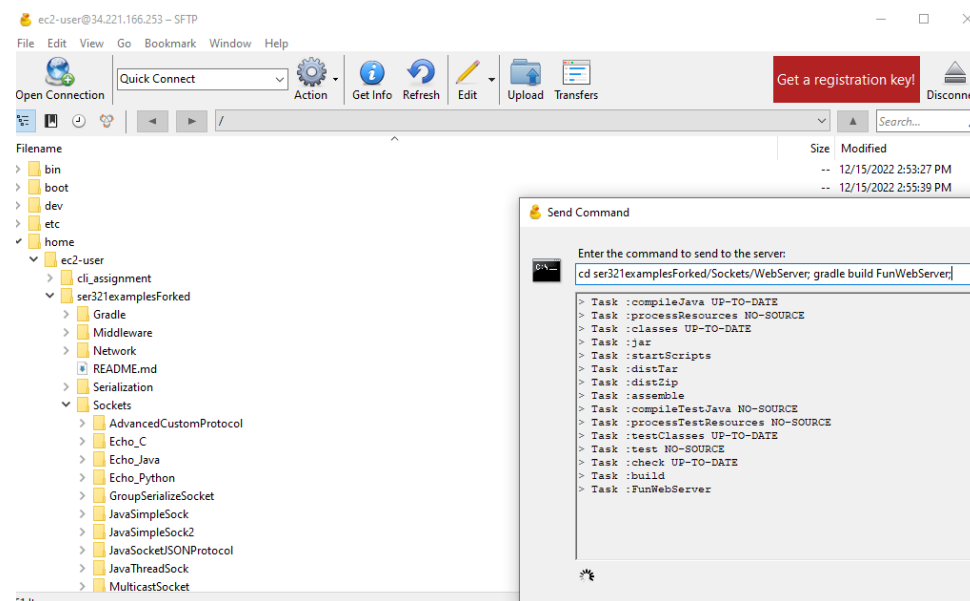 ec2-user@34.221.166.253 – SFTP
File Edit View Go Bookmark Window Help
Open Connection
Quick Connect
Action
Get Info
Refresh
Edit
Upload
Transfers
Get a registration key!
Disconne
/
Search...
Filename
Size
Modified
bin
-- 12/15/2022 2:53:27 PM
boot
-- 12/15/2022 2:55:39 PM
dev
etc
home
ec2-user
cli_assignment
ser321examplesForked
Gradle
Middleware
Network
README.md
Serialization
Sockets
AdvancedCustomProtocol
Echo_C
Echo_Java
Echo_Python
GroupSerializeSocket
JavaSimpleSock
JavaSimpleSock2
JavaSocketJSONProtocol
JavaThreadSock
MulticastSocket
Send Command
Enter the command to send to the server:
cd ser321examplesForked/Sockets/WebServer; gradle build FunWebServer;
> Task :compileJava UP-TO-DATE
> Task :processResources NO-SOURCE
> Task :classes UP-TO-DATE
> Task :jar
> Task :startScripts
> Task :distTar
> Task :distZip
> Task :assemble
> Task :compileTestJava NO-SOURCE
> Task :processTestResources NO-SOURCE
> Task :testClasses UP-TO-DATE
> Task :test NO-SOURCE
> Task :check UP-TO-DATE
> Task :build
> Task :FunWebServer